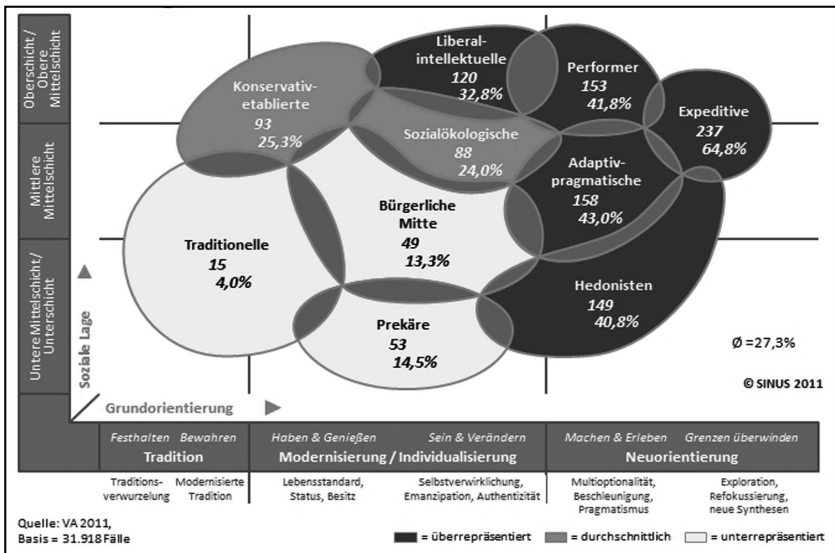 Oberschicht/
Obere
Mittelschicht
Mittlere
Mittelschicht
Untere Mittelschicht/
Unterschicht
Soziale Lage
Konservativ-
etablierte
93
25,3%
Liberal-
intellektuelle
120
32,8%
Performer
153
41,8%
Expeditive
237
64,8%
Sozialökologische
88
24,0%
Adaptiv-
pragmatische
158
43,0%
Bürgerliche
Mitte
49
13,3%
Traditionelle
15
4,0%
Hedonisten
149
40,8%
Prekäre
53
14,5%
Ø =27,3%
© SINUS 2011
Grundorientierung
Festhalten Bewahren
Tradition
Haben & Genießen Sein & Verändern
Modernisierung / Individualisierung
Machen & Erleben Grenzen überwinden
Neuorientierung
Traditions-
verwurzelung
Modernisierte
Tradition
Lebensstandard,
Status, Besitz
Selbstverwirklichung,
Emanzipation, Authentizität
Multioptionalität,
Beschleunigung,
Pragmatismus
Exploration,
Refokussierung,
neue Synthesen
Quelle: VA 2011,
Basis = 31.918 Fälle
= überrepräsentiert = durchschnittlich = unterrepräsentiert